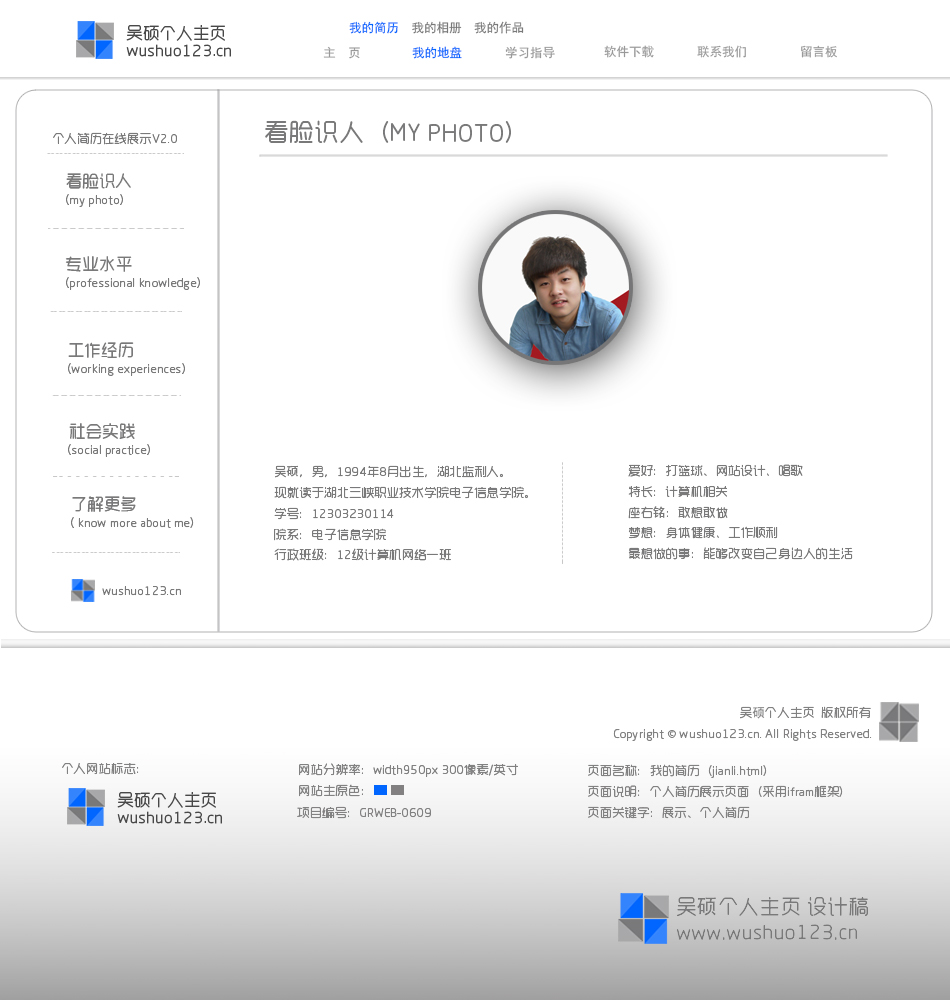 吴硕个人主页
wushuo123.cn
我的简历 我的相册 我的作品
主 页 我的地盘 学习指导 软件下载 联系我们 留言板
个人简历在线展示V2.0
看脸识人
(my photo)
专业水平
(professional knowledge)
工作经历
(working experiences)
社会实践
(social practice)
了解更多
( know more about me)
wushuo123.cn
看脸识人（MY PHOTO）
吴硕，男，1994年8月出生，湖北监利人。
现就读于湖北三峡职业技术学院电子信息学院。
学号：12303230114
院系：电子信息学院
行政班级：12级计算机网络一班
爱好：打篮球、网站设计、唱歌
特长：计算机相关
座右铭：敢想敢做
梦想：身体健康、工作顺利
最想做的事：能够改变自己身边人的生活
吴硕个人主页 版权所有
Copyright © wushuo123.cn. All Rights Reserved.
个人网站标志:
吴硕个人主页
wushuo123.cn
网站分辨率：width950px 300像素/英寸
网站主原色：
项目编号：GRWEB-0609
页面名称：我的简历（jianli.html）
页面说明：个人简历展示页面（采用ifram框架）
页面关键字：展示、个人简历
吴硕个人主页 设计稿
www.wushuo123.cn